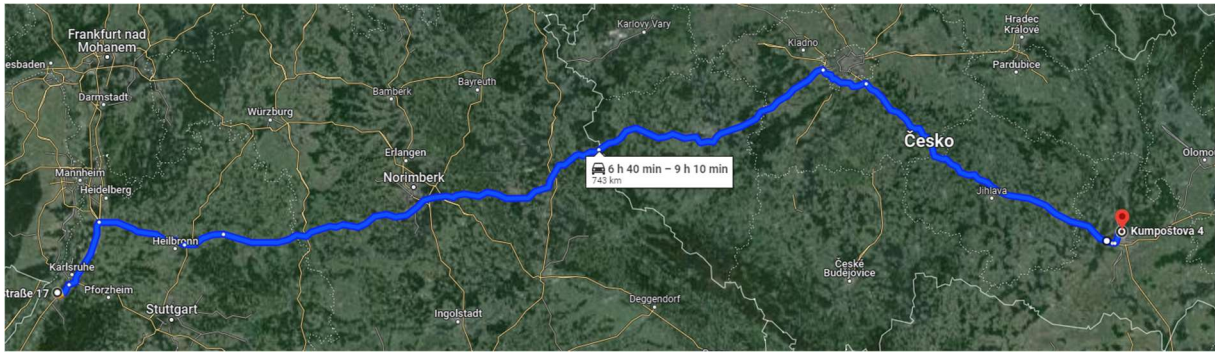 Frankfurt nad
Mohanem
esbaden
Darmstadt
Mannheim
Heidelberg
Karlsruhe
traße 17
Pforzheim
Stuttgart
Heilbronn
Würzburg
Bamberk
Bayreuth
Erlangen
Norimberk
Ingolstadt
Deggendorf
Karlovy Vary
Kladno
Hradec
Králové
Pardubice
Česko
Olomou
6 h 40 min – 9 h 10 min
743 km
Jihlava
České
Budějovice
Kumpoštova 4